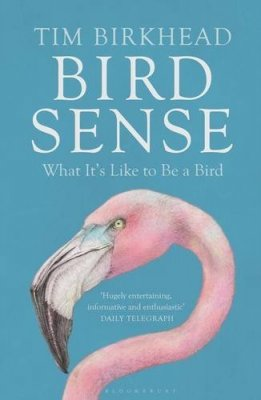 TIM BIRKHEAD
BIRD
SENSE
What It's Like to Be a Bird
'Hugely entertaining,
informative and enthusiastic'
DAILY TELEGRAPH
BLOOMSBURY